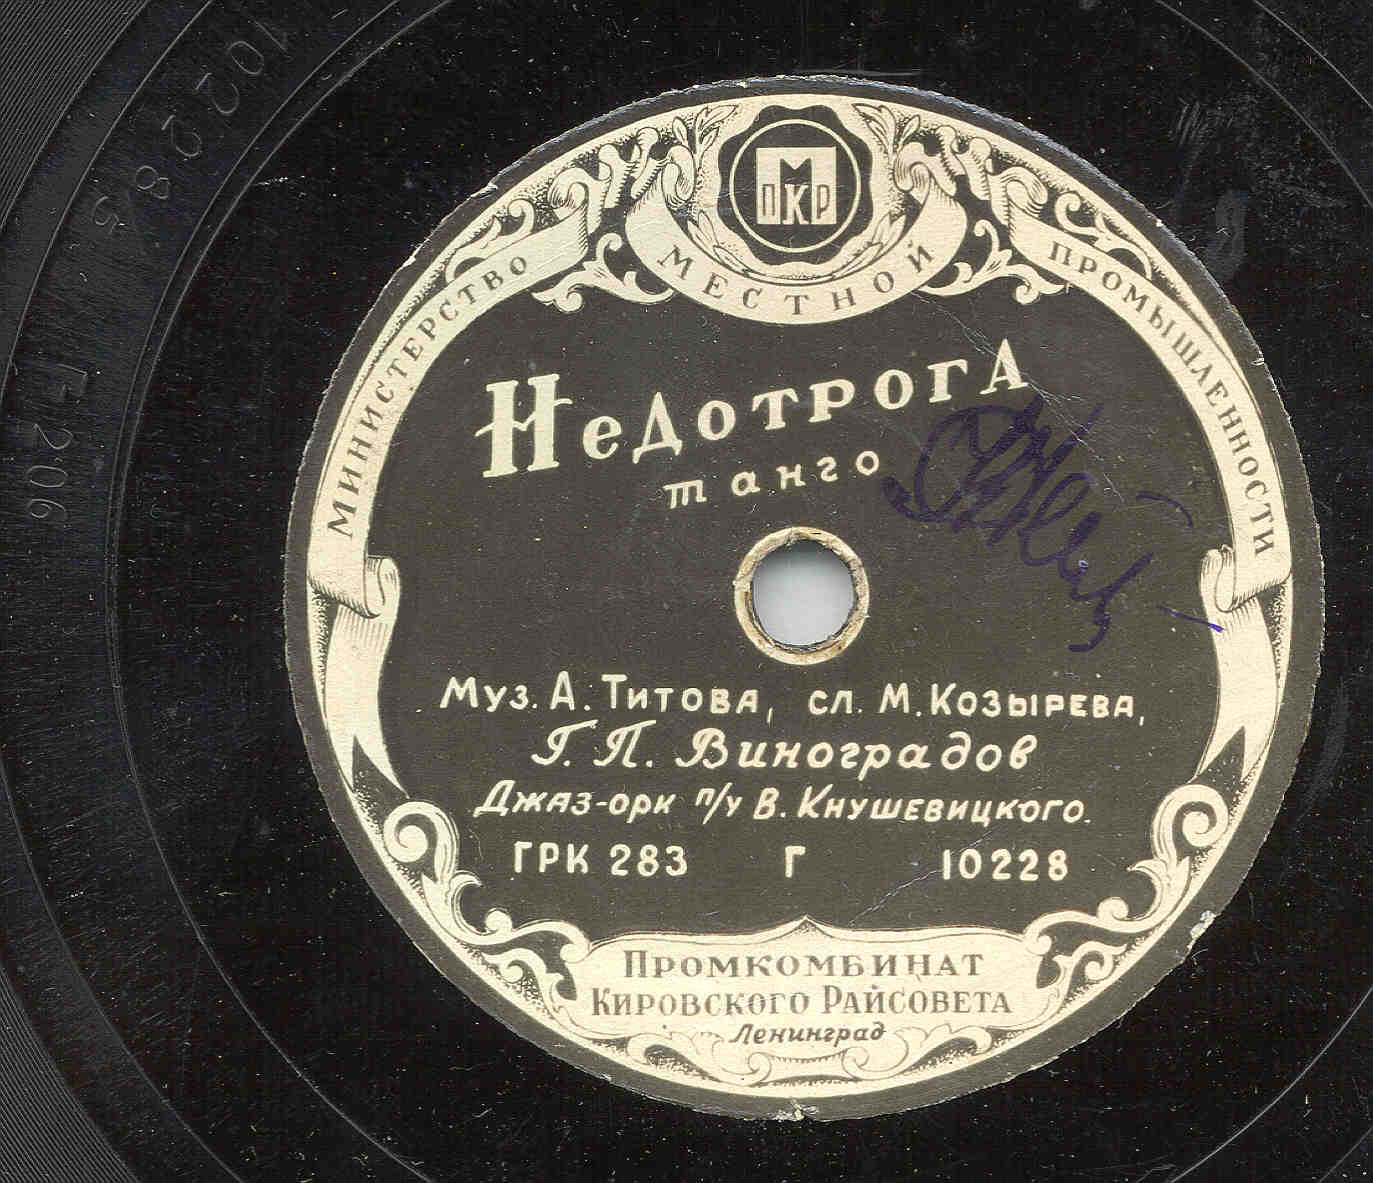 МПКР
МИНИСТЕРСТВО МЕСТНОЙ ПРОМЫШЛЕННОСТИ
Недотрога
танго
Муз. А. Титова, сл. М. Козырева,
Г. П. Виноградов
Джаз-орк п/у В. Кнушевицкого.
ГРК 283 Г 10228
ПРОМКОМБИНАТ
КИРОВСКОГО РАЙСОВЕТА
Ленинград
10228
Г-206